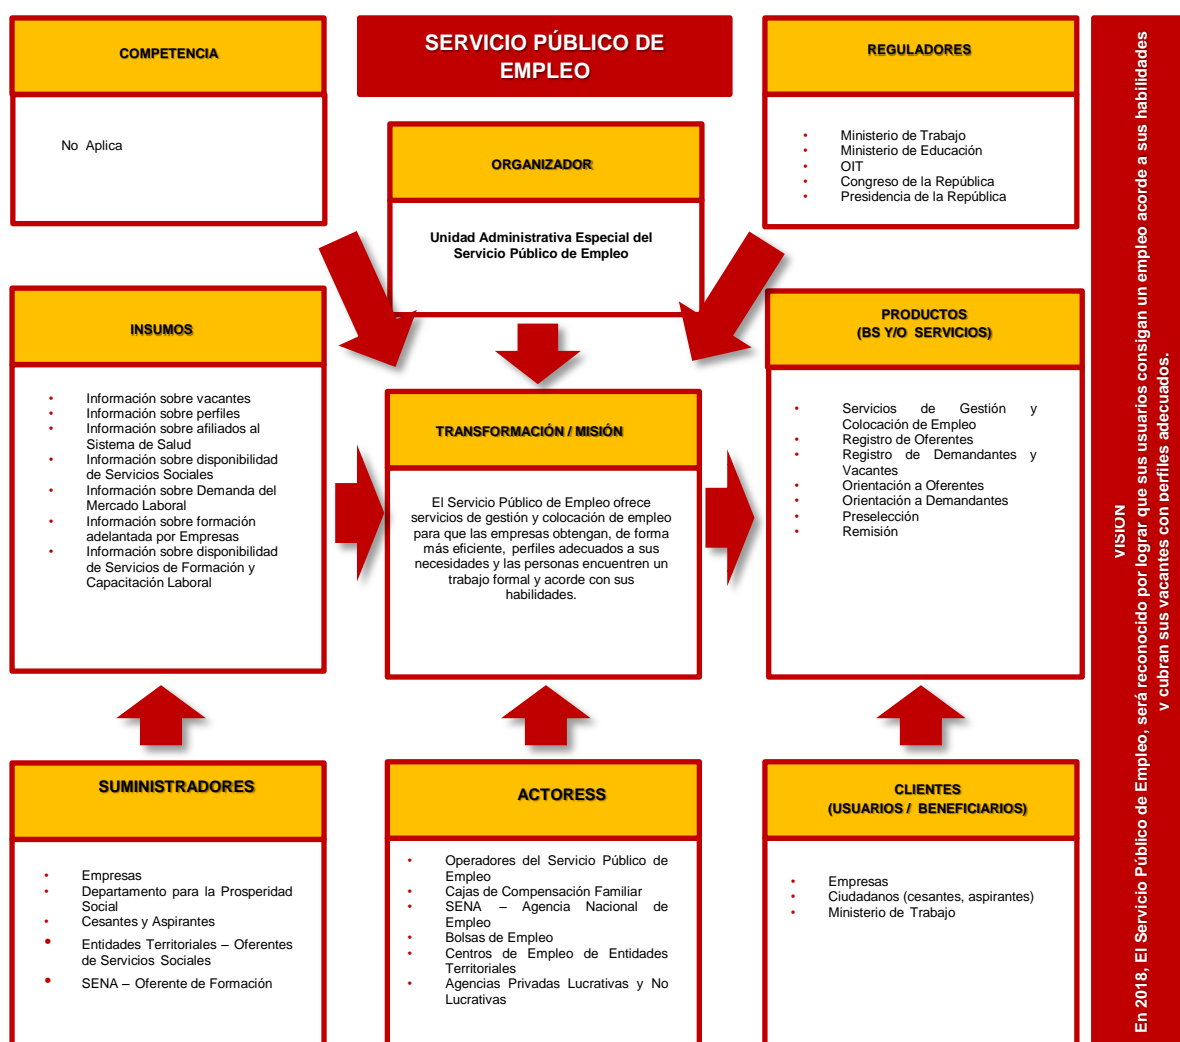 COMPETENCIA
No Aplica
SERVICIO PÚBLICO DE
EMPLEO
REGULADORES
• Ministerio de Trabajo
• Ministerio de Educación
• OIT
• Congreso de la República
• Presidencia de la República
ORGANIZADOR
Unidad Administrativa Especial del
Servicio Público de Empleo
INSUMOS
• Información sobre vacantes
• Información sobre perfiles
• Información sobre afiliados al
Sistema de Salud
• Información sobre disponibilidad
de Servicios Sociales
• Información sobre Demanda del
Mercado Laboral
• Información sobre formación
adelantada por Empresas
• Información sobre disponibilidad
de Servicios de Formación y
Capacitación Laboral
TRANSFORMACIÓN / MISIÓN
El Servicio Público de Empleo ofrece
servicios de gestión y colocación de empleo
para que las empresas obtengan, de forma
más eficiente, perfiles adecuados a sus
necesidades y las personas encuentren un
trabajo formal y acorde con sus
habilidades.
PRODUCTOS
(BS Y/O SERVICIOS)
• Servicios de Gestión y
Colocación de Empleo
• Registro de Oferentes
• Registro de Demandantes y
Vacantes
• Orientación a Oferentes
• Orientación a Demandantes
• Preselección
• Remisión
SUMINISTRADORES
• Empresas
• Departamento para la Prosperidad
Social
• Cesantes y Aspirantes
• Entidades Territoriales – Oferentes
de Servicios Sociales
• SENA – Oferente de Formación
ACTORESS
• Operadores del Servicio Público de
Empleo
• Cajas de Compensación Familiar
• SENA – Agencia Nacional de
Empleo
• Bolsas de Empleo
• Centros de Empleo de Entidades
Territoriales
• Agencias Privadas Lucrativas y No
Lucrativas
CLIENTES
(USUARIOS / BENEFICIARIOS)
• Empresas
• Ciudadanos (cesantes, aspirantes)
• Ministerio de Trabajo
VISIÓN
En 2018, El Servicio Público de Empleo, será reconocido por lograr que sus usuarios consigan un empleo acorde a sus habilidades
y cubran sus vacantes con perfiles adecuados.